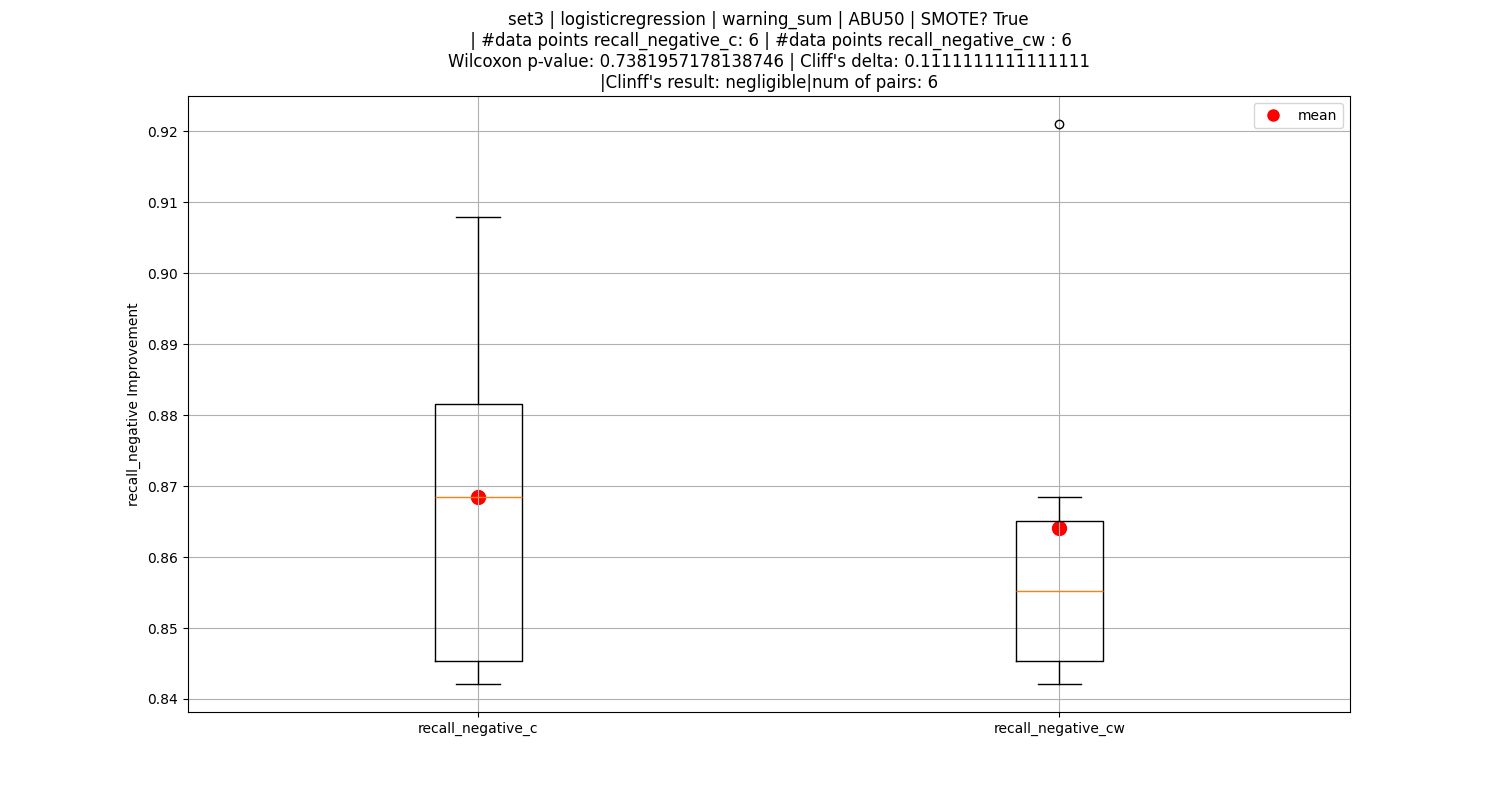 set3 | logisticregression | warning_sum | ABU50 | SMOTE? True
| #data points recall_negative_c: 6 | #data points recall_negative_cw : 6
Wilcoxon p-value: 0.7381957178138746 | Cliff's delta: 0.1111111111111111
|Clinff's result: negligible|num of pairs: 6
mean
0.92
0.91
0.90
0.89
0.88
0.87
0.86
0.85
0.84
recall_negative Improvement
recall_negative_c
recall_negative_cw